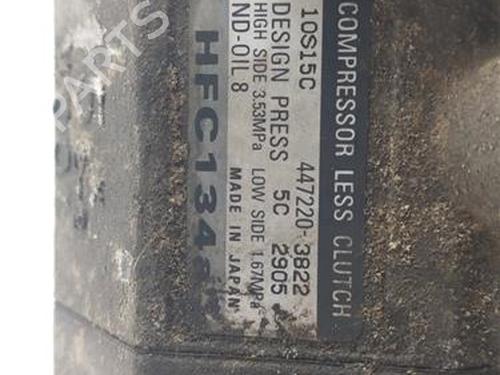 COMPRESSOR LESS CLUTCH
10S15C 447220-3822
DESIGN PRESS 5C 2905
HIGH SIDE 3.53MPa LOW SIDE 1.67MPa
ND-OIL 8 MADE IN JAPAN
HFC134a
PARTS